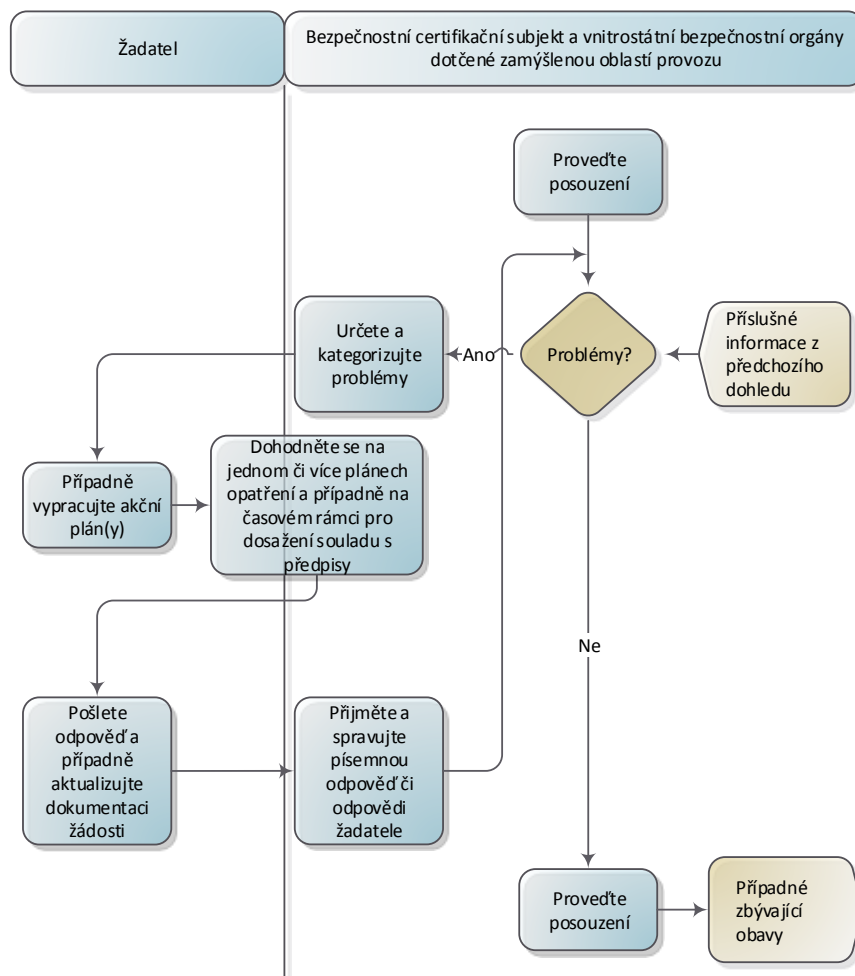 Žadatel
Bezpečnostní certifikační subjekt a vnitrostátní bezpečnostní orgány
dotčené zamýšlenou oblastí provozu
Proveďte
posouzení
Určete a
kategorizujte
problémy
Ano
Problémy?
Příslušné
informace z
předchozího
dohledu
Případně
vypracujte akční
plán(y)
Dohodněte se na
jednom či více plánech
opatření a případně na
časovém rámci pro
dosažení souladu s
předpisy
Ne
Pošlete
odpověď a
případně
aktualizujte
dokumentaci
žádosti
Přijměte a
spravujte
písemnou
odpověď či
odpovědi
žadatele
Proveďte
posouzení
Případné
zbývající
obavy